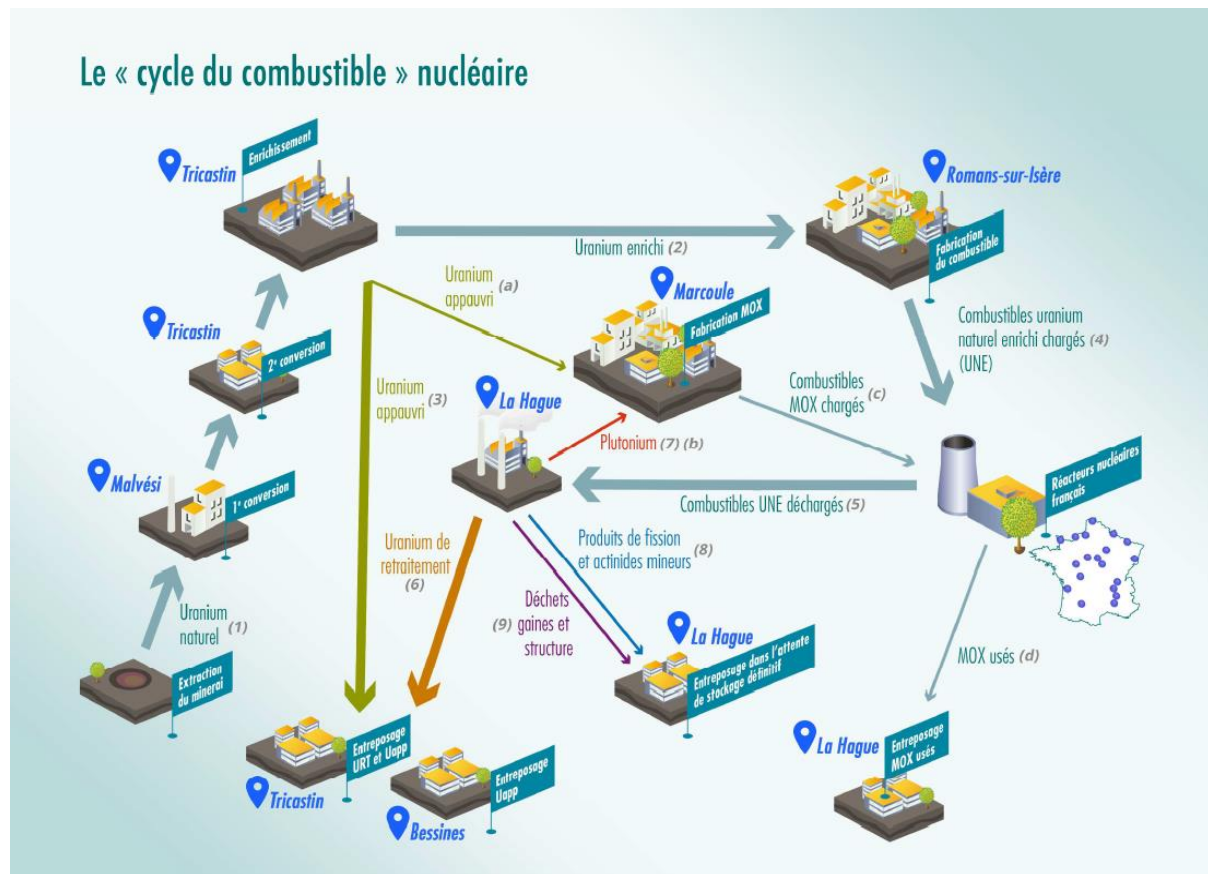 Le « cycle du combustible » nucléaire
Tricastin
Enrichissement
Romans-sur-Isère
Fabrication
du combustible
Uranium enrichi (2)
Uranium
appauvri (a)
Marcoule
Fabrication MOX
Tricastin
2e conversion
Combustibles uranium
naturel enrichi chargés (4)
(UNE)
Uranium
appauvri (3)
La Hague
Combustibles
MOX chargés (c)
Plutonium (7) (b)
Malvési
1e conversion
Réacteurs nucléaires
français
Combustibles UNE déchargés (5)
Uranium de
retraitement
(6)
Produits de fission
et actinides mineurs (8)
Uranium
naturel (1)
Déchets
(9) gaines et
structure
La Hague
Entreposage dans l'attente
de stockage définitif
MOX usés (d)
Extraction
du minerai
La Hague
Entreposage
MOX usés
Entreposage
URT et Uapp
Tricastin
Entreposage
Uapp
Bessines